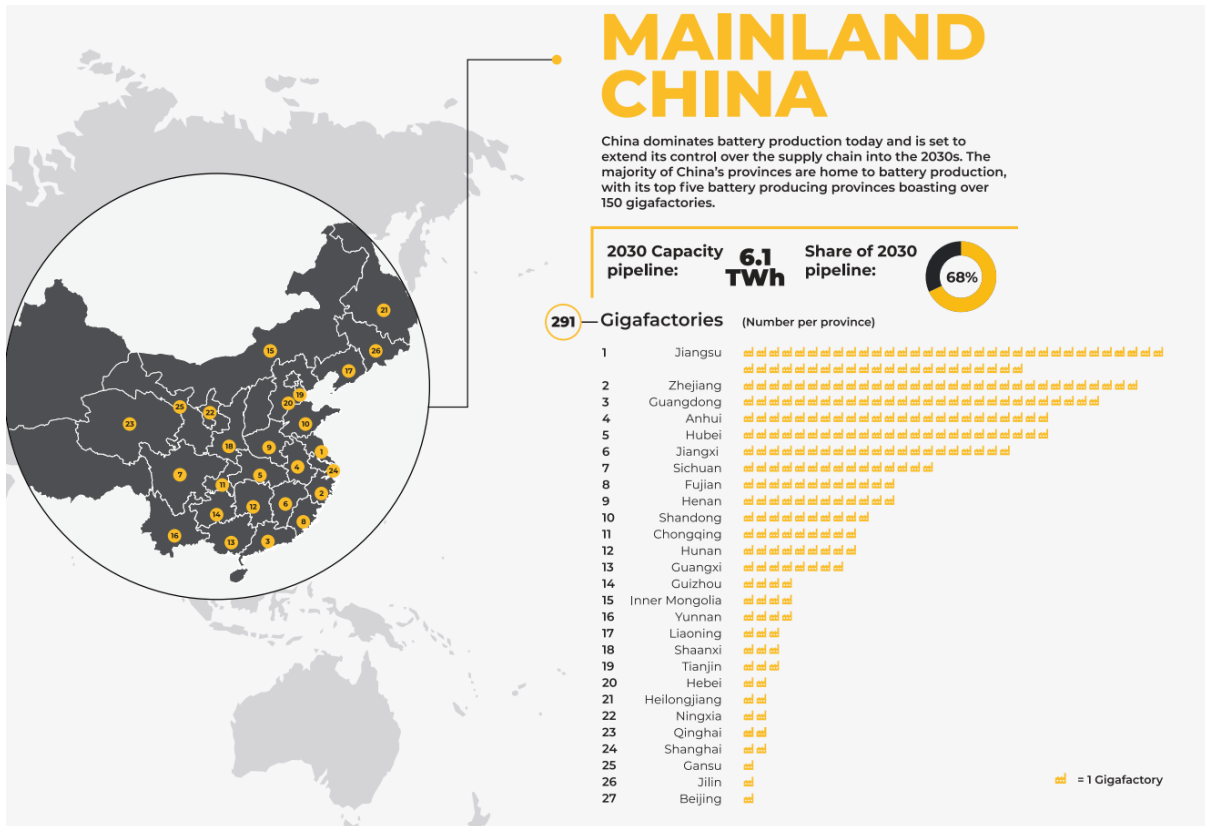 MAINLAND
CHINA
China dominates battery production today and is set to
extend its control over the supply chain into the 2030s. The
majority of China's provinces are home to battery production,
with its top five battery producing provinces boasting over
150 gigafactories.
2030 Capacity
pipeline:
6.1
TWh
Share of 2030
pipeline:
68%
291 Gigafactories (Number per province)
1 Jiangsu
2 Zhejiang
3 Guangdong
4 Anhui
5 Hubei
6 Jiangxi
7 Sichuan
8 Fujian
9 Henan
10 Shandong
11 Chongqing
12 Hunan
13 Guangxi
14 Guizhou
15 Inner Mongolia
16 Yunnan
17 Liaoning
18 Shaanxi
19 Tianjin
20 Hebei
21 Heilongjiang
22 Ningxia
23 Qinghai
24 Shanghai
25 Gansu
26 Jilin
27 Beijing
= 1 Gigafactory
21
15
26
17
19
20
25
22
23
10
18
9
1
4
24
7
5
11
2
6
12
14
8
16
13
3